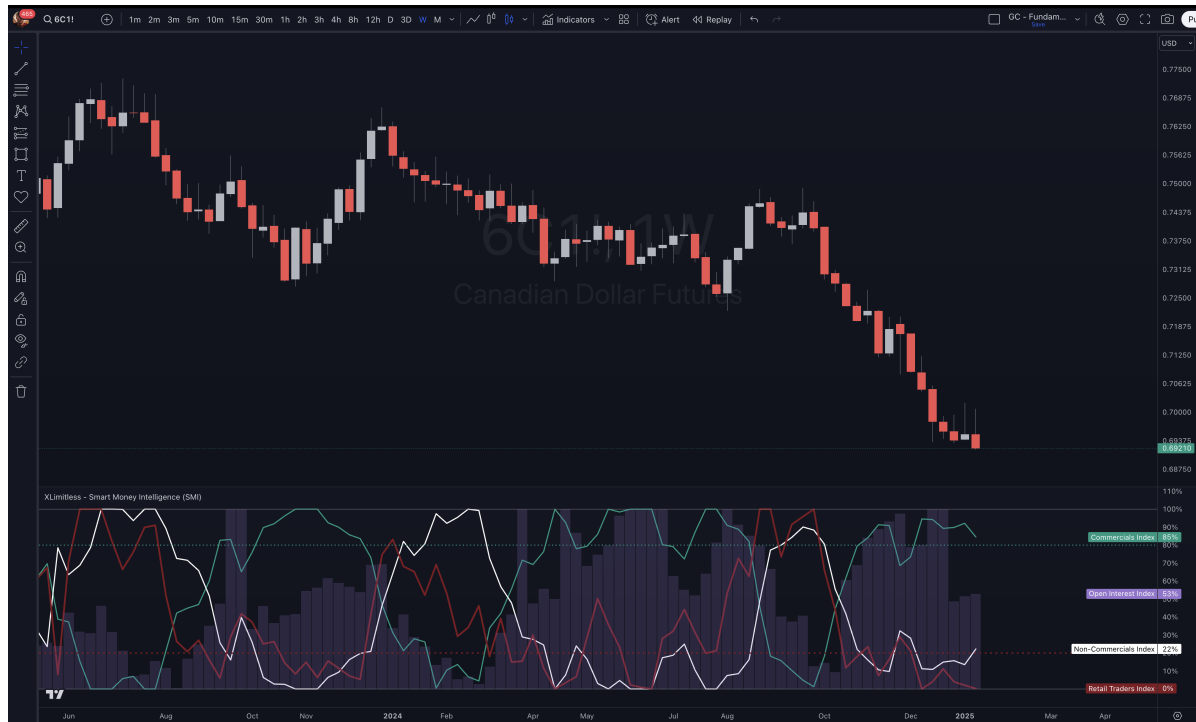 465
6C1!
1m 2m 3m 5m 10m 15m 30m 1h 2h 3h 4h 6h 8h 12h D 3D W M
Indicators
Alert
Replay
GC - Fundam...
Save
Pu
USD
0.77500
0.76875
0.76250
0.75625
0.75000
0.74375
0.73750
0.73125
0.72500
0.71875
0.71250
0.70625
0.70000
0.69375
0.69210
0.68750
6C1!, 1W
Canadian Dollar Futures
XLimitless - Smart Money Intelligence (SMI)
110%
100%
90%
Commercials Index 85%
80%
70%
60%
Open Interest Index 53%
50%
40%
30%
Non-Commercials Index 22%
10%
Retail Traders Index 0%
Jun Aug Oct Nov 2024 Feb Apr May Jul Aug Oct Dec 2025 Mar Apr